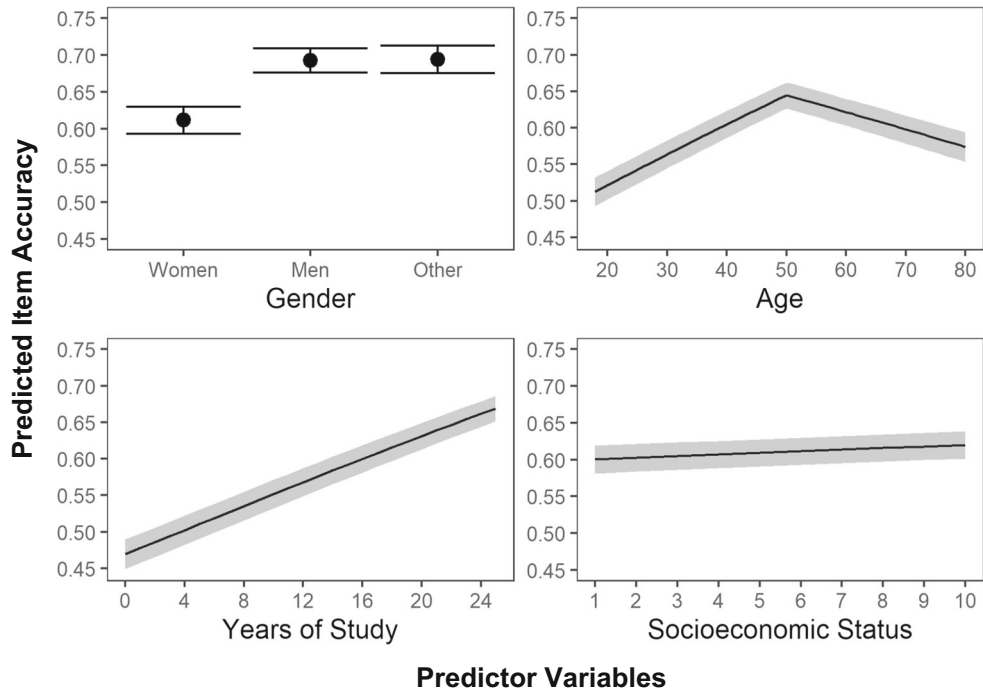 Predicted Item Accuracy
0.75
0.70
0.65
0.60
0.55
0.50
0.45
Women Men Other
Gender
0.75
0.70
0.65
0.60
0.55
0.50
0.45
20 30 40 50 60 70 80
Age
0.75
0.70
0.65
0.60
0.55
0.50
0.45
0 4 8 12 16 20 24
Years of Study
0.75
0.70
0.65
0.60
0.55
0.50
0.45
1 2 3 4 5 6 7 8 9 10
Socioeconomic Status
Predictor Variables